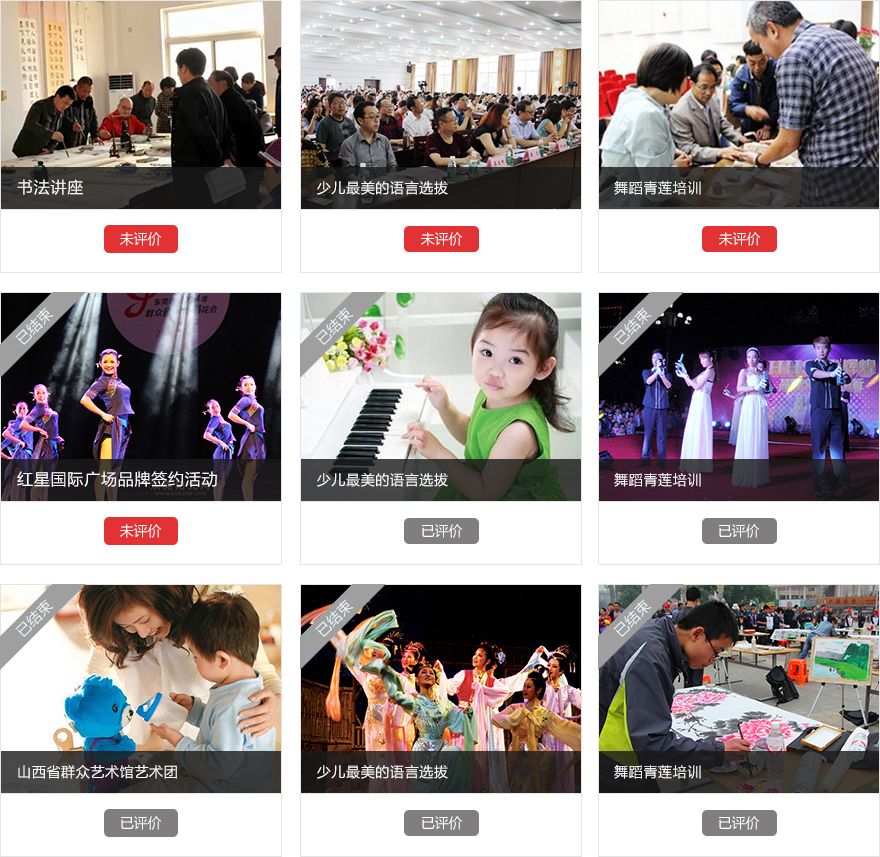 书法讲座
少儿最美的语言选拔
舞蹈青莲培训
未评价
未评价
未评价
已结束
已结束
已结束
红星国际广场品牌签约活动
少儿最美的语言选拔
舞蹈青莲培训
未评价
已评价
已评价
已结束
已结束
已结束
山西省群众艺术馆艺术团
少儿最美的语言选拔
舞蹈青莲培训
已评价
已评价
已评价